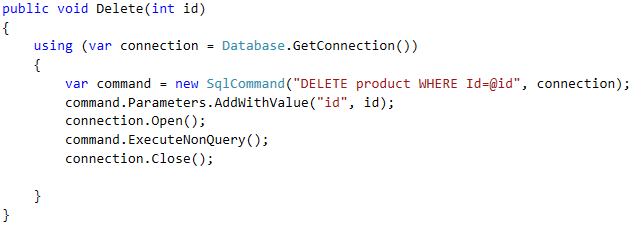 public void Delete(int id)
{
    using (var connection = Database.GetConnection())
    {
        var command = new SqlCommand("DELETE product WHERE Id=@id", connection);
        command.Parameters.AddWithValue("id", id);
        connection.Open();
        command.ExecuteNonQuery();
        connection.Close();

    }
}